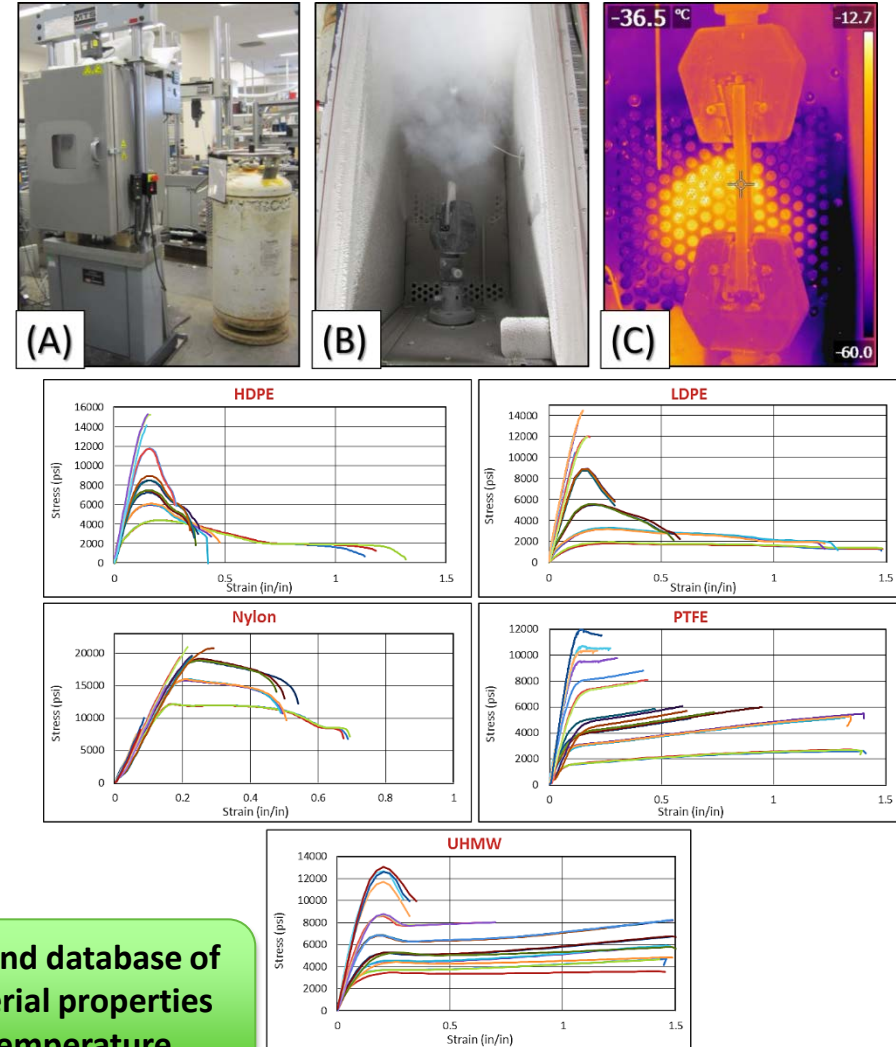 MTS
-36.5 °C
-12.7
-60.0
(A)
(B)
(C)
HDPE
Stress (psi)
16000
14000
12000
10000
8000
6000
4000
2000
0
0 0.5 1 1.5
Strain (in/in)
LDPE
Stress (psi)
14000
12000
10000
8000
6000
4000
2000
0
0 0.5 1 1.5
Strain (in/in)
Nylon
Stress (psi)
20000
15000
10000
5000
0
0 0.2 0.4 0.6 0.8 1
Strain (in/in)
PTFE
Stress (psi)
12000
10000
8000
6000
4000
2000
0
0 0.5 1 1.5
Strain (in/in)
UHMW
Stress (psi)
14000
12000
10000
8000
6000
4000
2000
0
0 0.5 1 1.5
Strain (in/in)
nd database of
erial properties